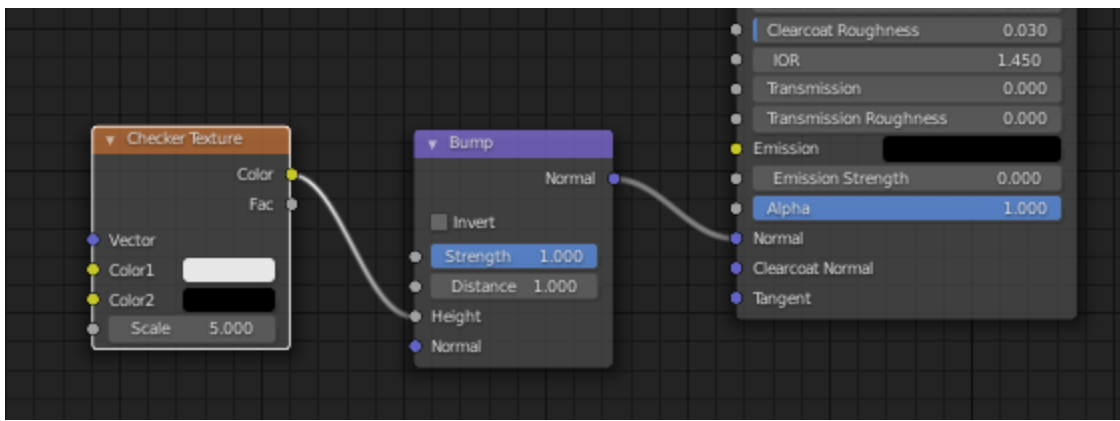 Checker Texture
Color
Fac
Vector
Color1
Color2
Scale 5.000
Bump
Normal
Invert
Strength 1.000
Distance 1.000
Height
Normal
Clearcoat Roughness 0.030
IOR 1.450
Transmission 0.000
Transmission Roughness 0.000
Emission
Emission Strength 0.000
Alpha 1.000
Normal
Clearcoat Normal
Tangent